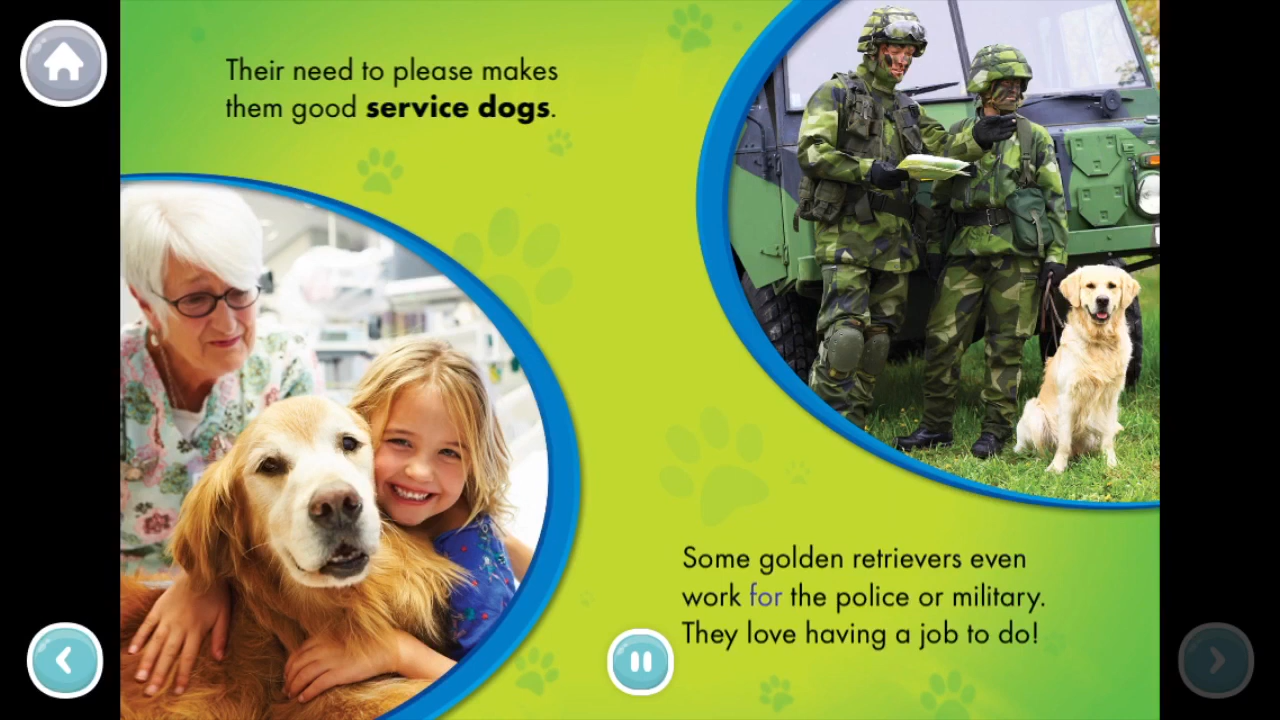 Their need to please makes
them good service dogs.
Some golden retrievers even
work for the police or military.
They love having a job to do!